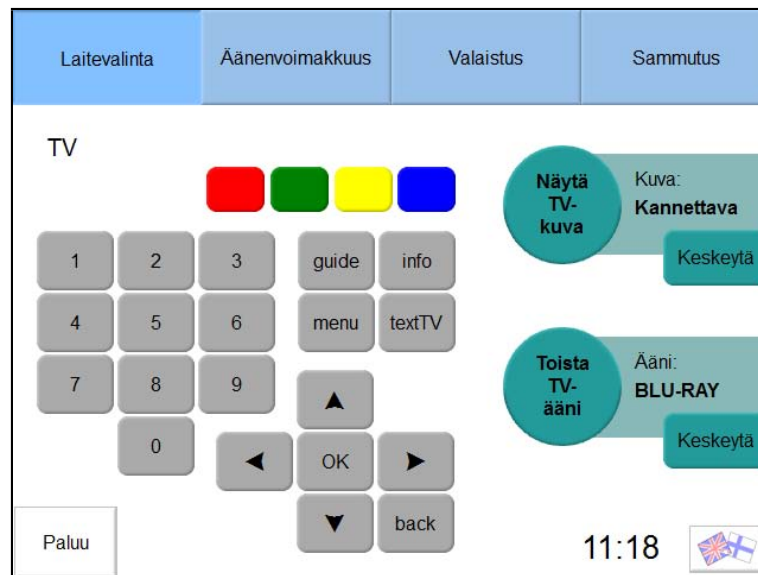 Laitevalinta
Äänenvoimakkuus
Valaistus
Sammutus
TV
1
2
3
guide
info
4
5
6
menu
textTV
7
8
9
0
OK
back
Näytä
TV-
kuva
Kuva:
Kannettava
Keskeytä
Toista
TV-
ääni
Ääni:
BLU-RAY
Keskeytä
Paluu
11:18